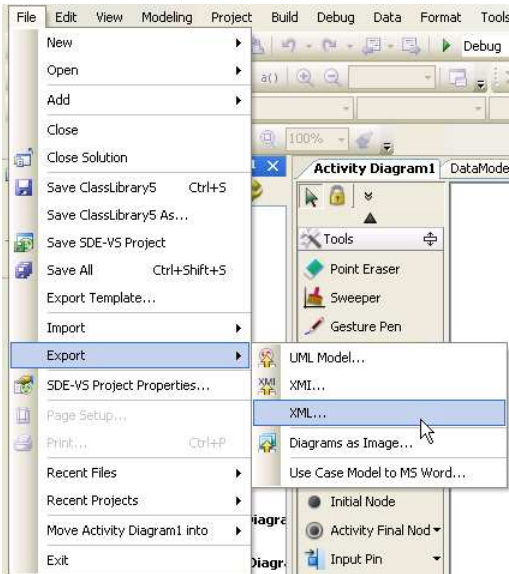 File Edit View Modeling Project Build Debug Data Format Tools
New
Open
Add
Close
Close Solution
Save ClassLibrary5 Ctrl+S
Save ClassLibrary5 As...
Save SDE-VS Project
Save All Ctrl+Shift+S
Export Template...
Import
Export
SDE-VS Project Properties...
Page Setup...
Print... Ctrl+P
Recent Files
Recent Projects
Move Activity Diagram1 into
Exit
Debug
a()
100%
Activity Diagram1 DataMode
Tools
Point Eraser
Sweeper
Gesture Pen
UML Model...
XMI XMI...
XML...
Diagrams as Image...
Use Case Model to MS Word...
Initial Node
iagra
Activity Final Nod
Diagr
Input Pin